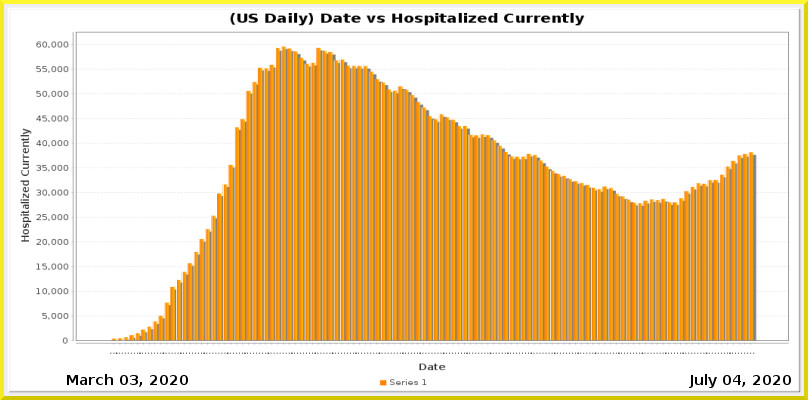 (US Daily) Date vs Hospitalized Currently
60,000
55,000
50,000
45,000
40,000
35,000
30,000
25,000
20,000
15,000
10,000
5,000
0
Hospitalized Currently
Date
March 03, 2020
Series 1
July 04, 2020